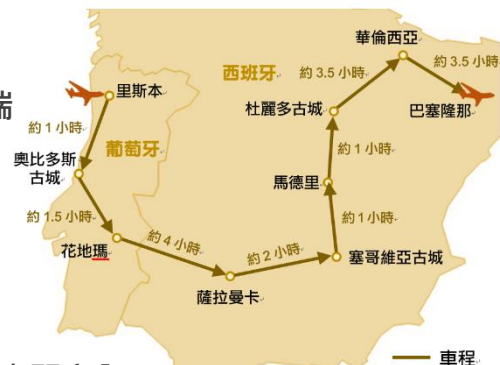 華倫西亞
西班牙
約 3.5 小時
約 3.5 小時
里斯本
端
杜麗多古城
巴塞隆那
約 1 小時
葡萄牙
約 1 小時
奧比多斯
古城
馬德里
約 1.5 小時
約 1 小時
約 4 小時
花地瑪
約 2 小時
塞哥維亞古城
薩拉曼卡
車程